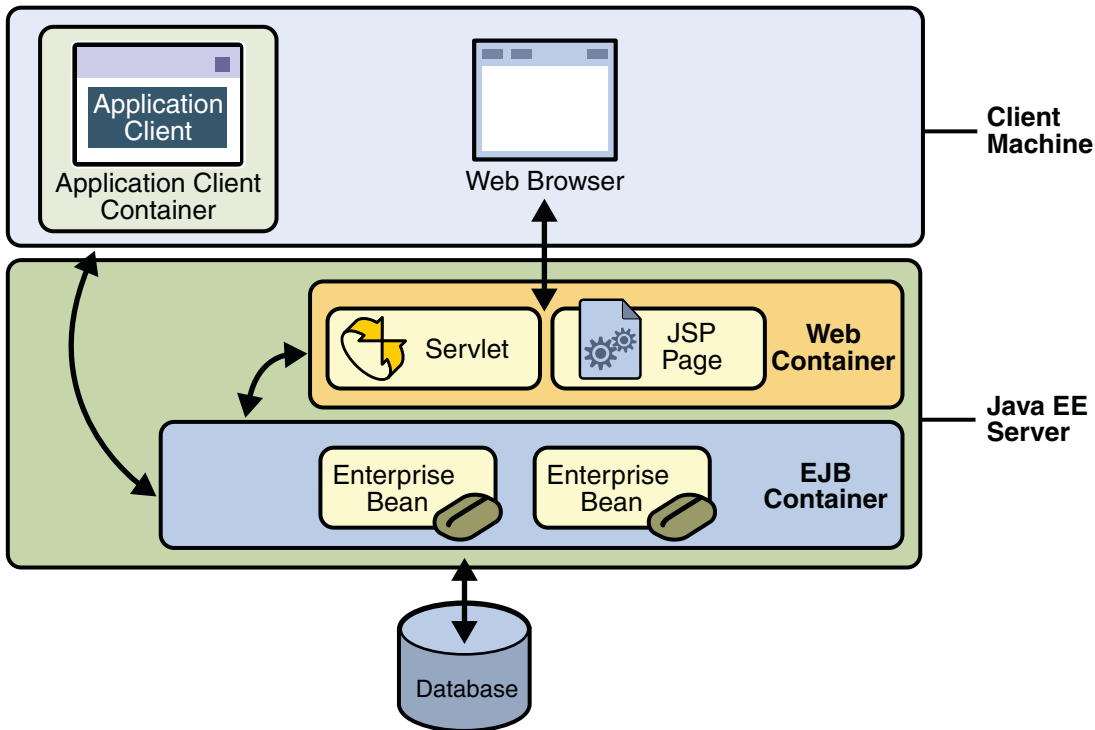 Application
Client
Application Client
Container
Web Browser
Client
Machine
Servlet
JSP
Page
Web
Container
Java EE
Server
Enterprise
Bean
Enterprise
Bean
EJB
Container
Database